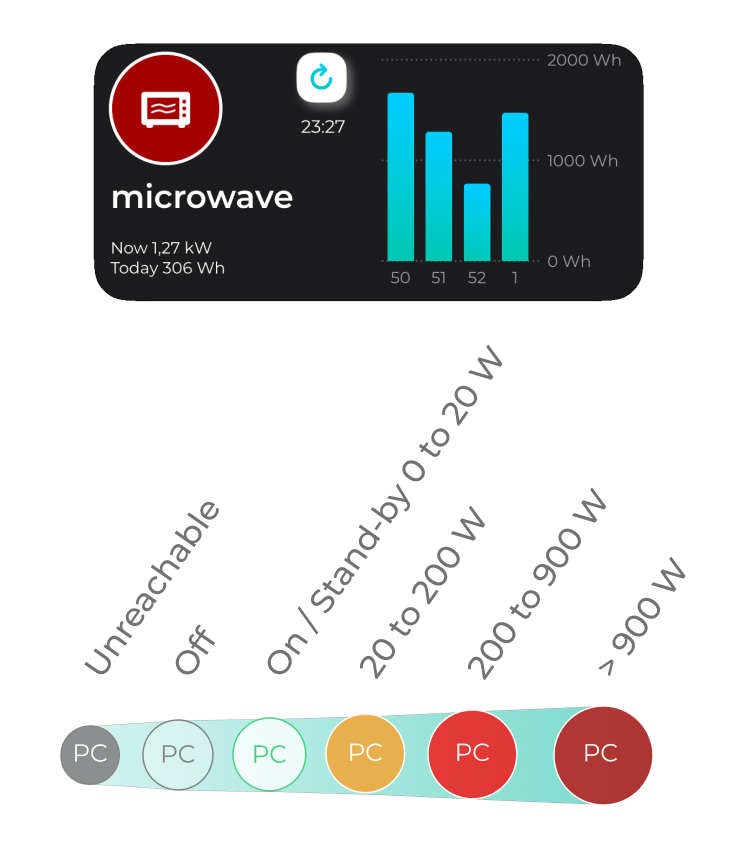 23:27
microwave
Now 1,27 kW
Today 306 Wh
2000 Wh
1000 Wh
0 Wh
50 51 52 1
Unreachable
Off
On / Stand-by 0 to 20 W
20 to 200 W
200 to 900 W
> 900 W
PC PC PC PC PC PC